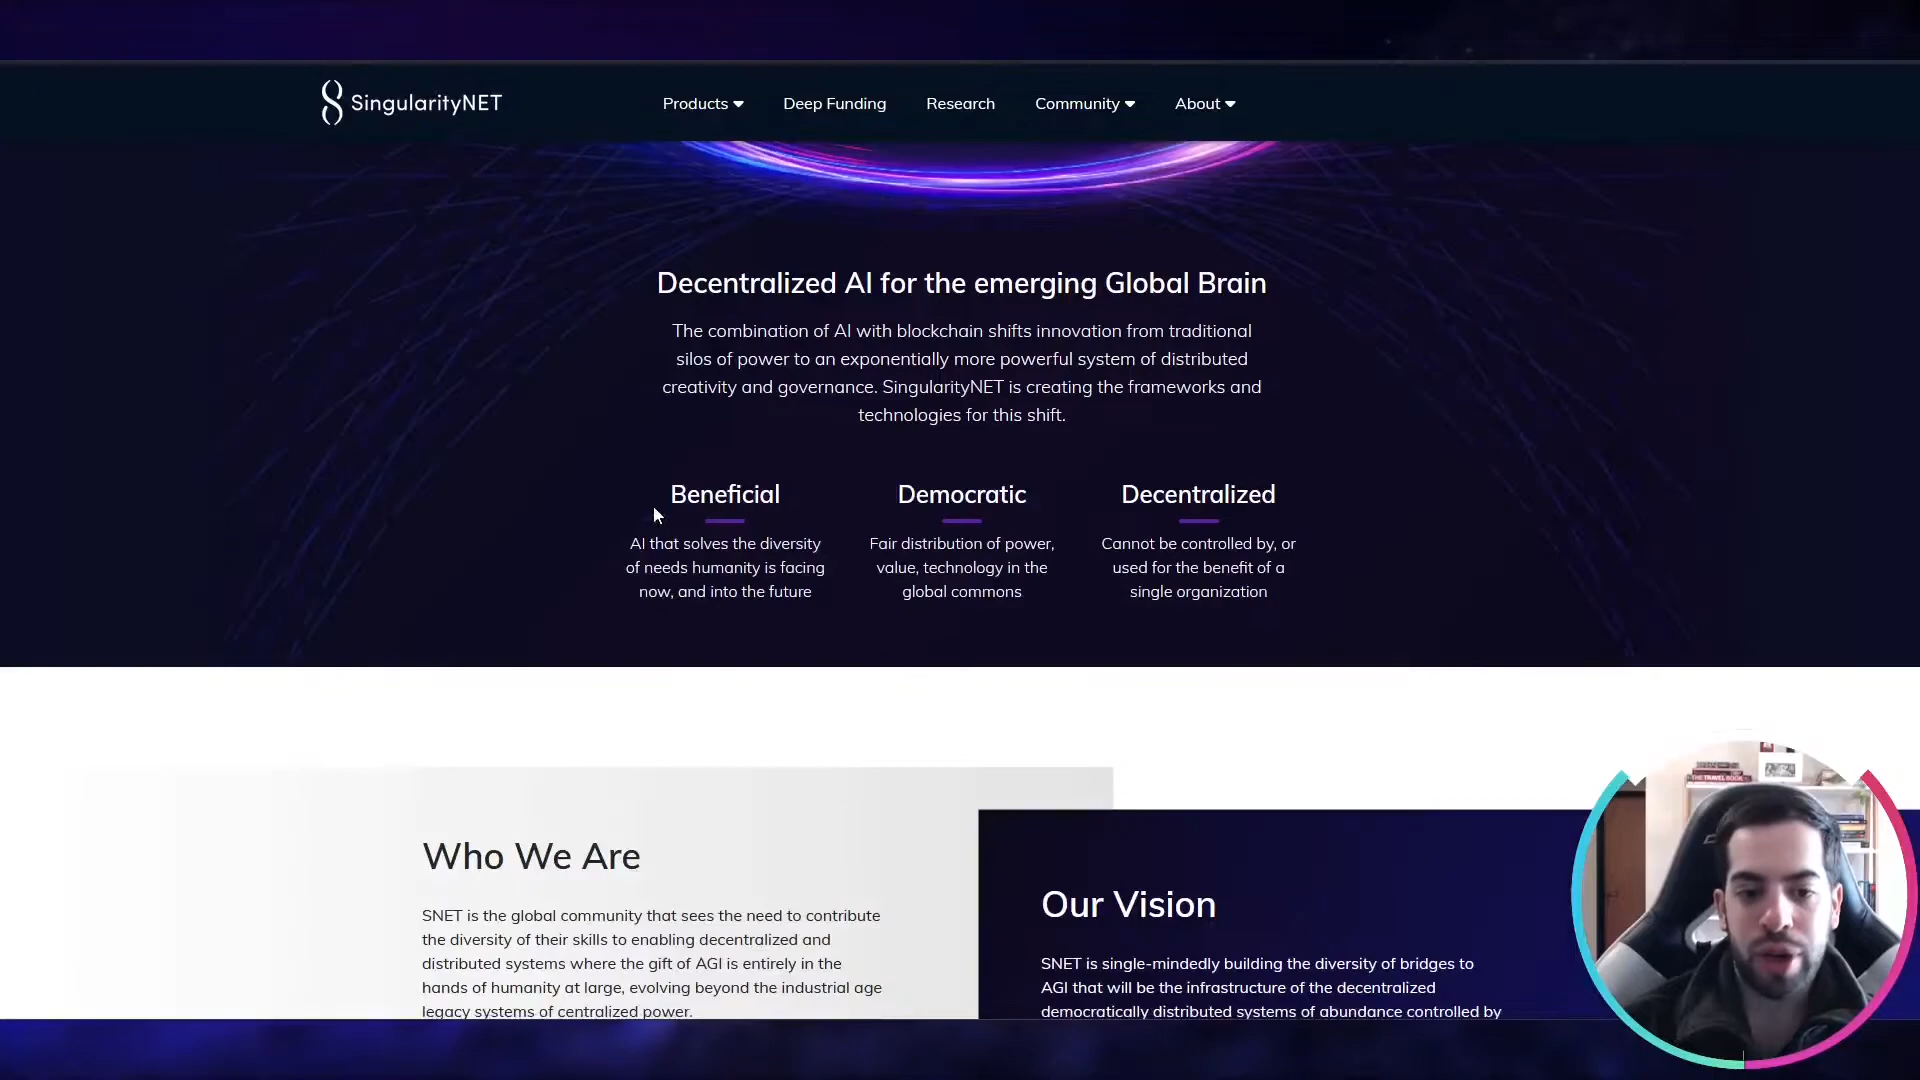 SingularityNET
Products
Deep Funding
Research
Community
About
Decentralized AI for the emerging Global Brain
The combination of AI with blockchain shifts innovation from traditional
silos of power to an exponentially more powerful system of distributed
creativity and governance. SingularityNET is creating the frameworks and
technologies for this shift.
Beneficial
AI that solves the diversity
of needs humanity is facing
now, and into the future
Democratic
Fair distribution of power,
value, technology in the
global commons
Decentralized
Cannot be controlled by, or
used for the benefit of a
single organization
Who We Are
SNET is the global community that sees the need to contribute
the diversity of their skills to enabling decentralized and
distributed systems where the gift of AGI is entirely in the
hands of humanity at large, evolving beyond the industrial age
legacy systems of centralized power.
Our Vision
SNET is single-mindedly building the diversity of bridges to
AGI that will be the infrastructure of the decentralized
democratically distributed systems of abundance controlled by
THE TRAVEL BOOK